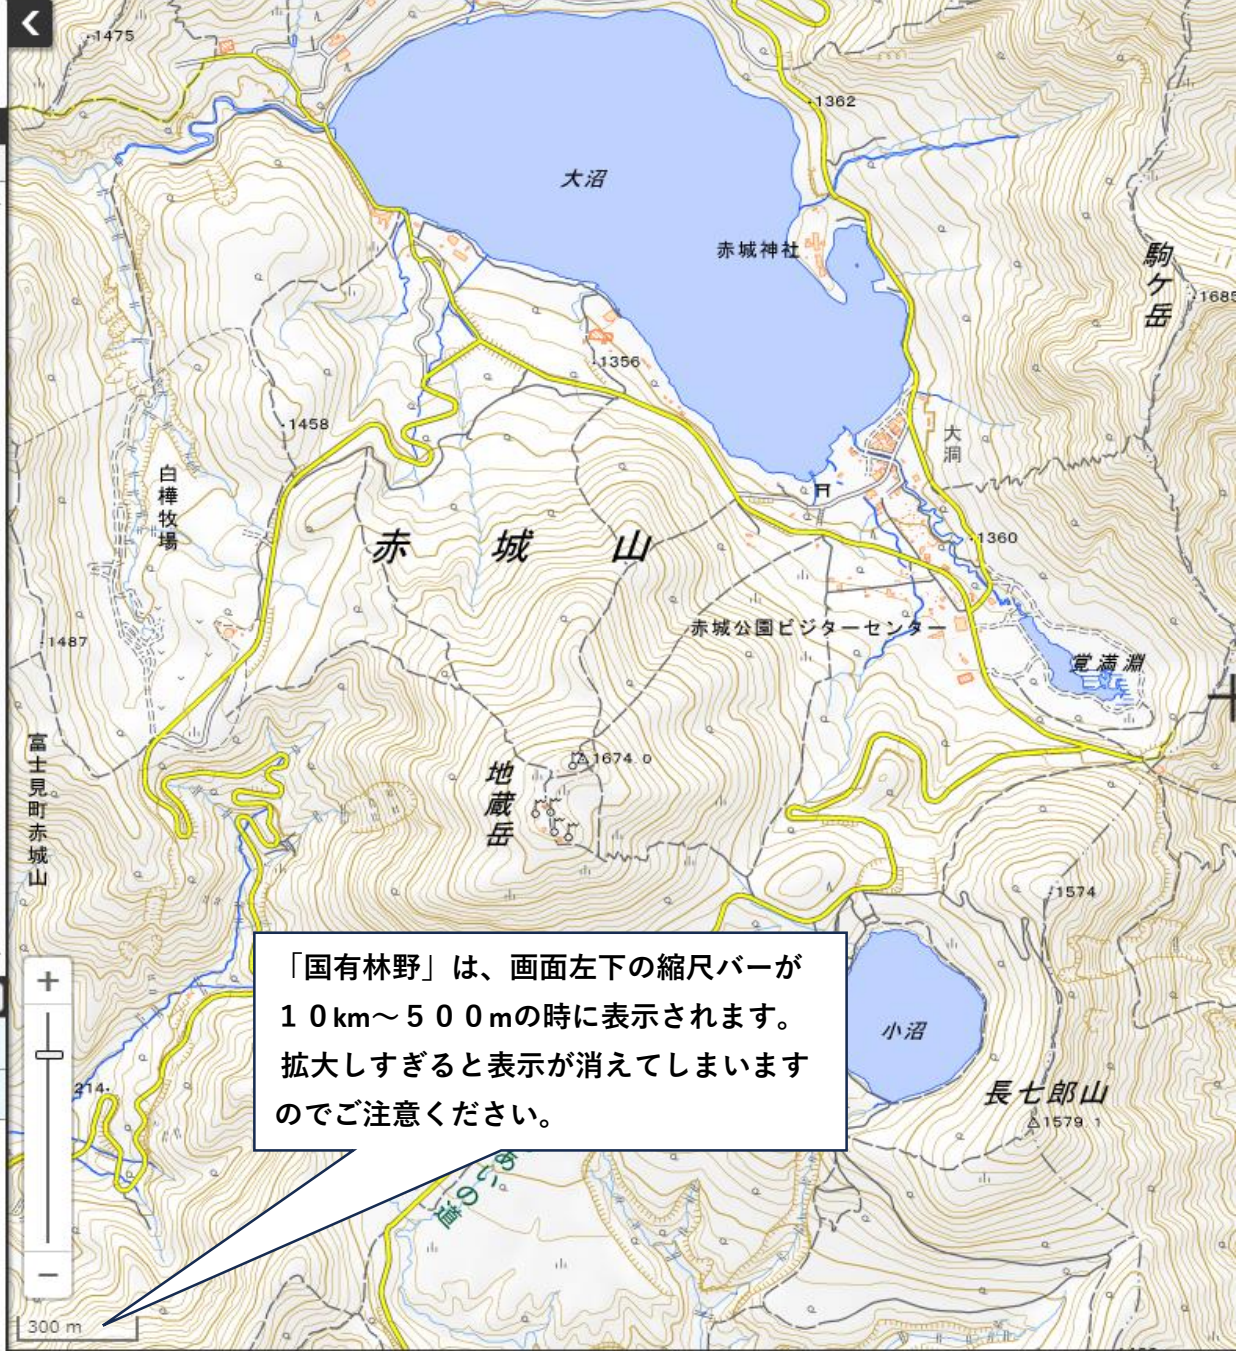 1475
1362
大沼
赤城神社
駒ケ岳
1685
1356
1458
大洞
白樺牧場
赤城山
1360
赤城公園ビジターセンター
1487
覚満淵
富士見町赤城山
1674.0
地蔵岳
1574
「国有林野」は、画面左下の縮尺バーが
10km～500mの時に表示されます。
拡大しすぎると表示が消えてしまいます
のでご注意ください。
小沼
214
長七郎山
1579.1
あいの道
300 m